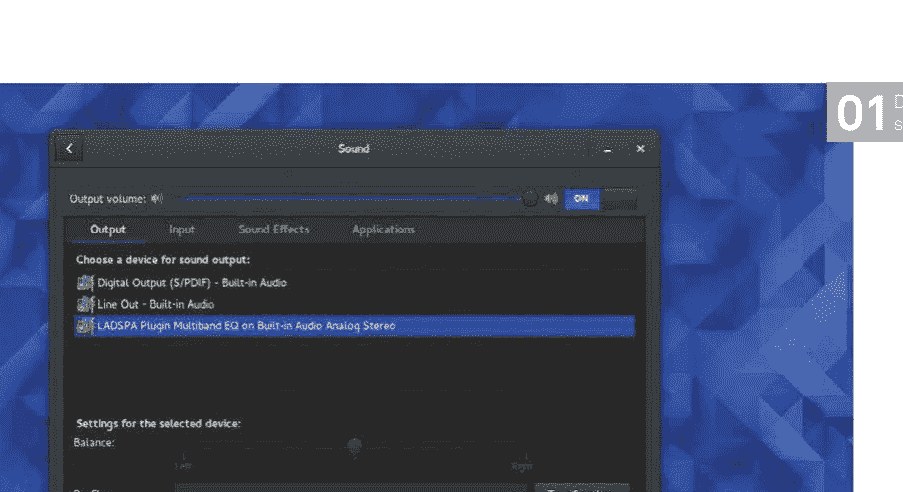 01
Sound
Output volume:
ON
Output
Input
Sound Effects
Applications
Choose a device for sound output:
Digital Output (S/PDIF) - Built-in Audio
Line Out - Built-in Audio
LADSPA Plugin Multiband EQ on Built-in Audio Analog Stereo
Settings for the selected device:
Balance:
Left
Right